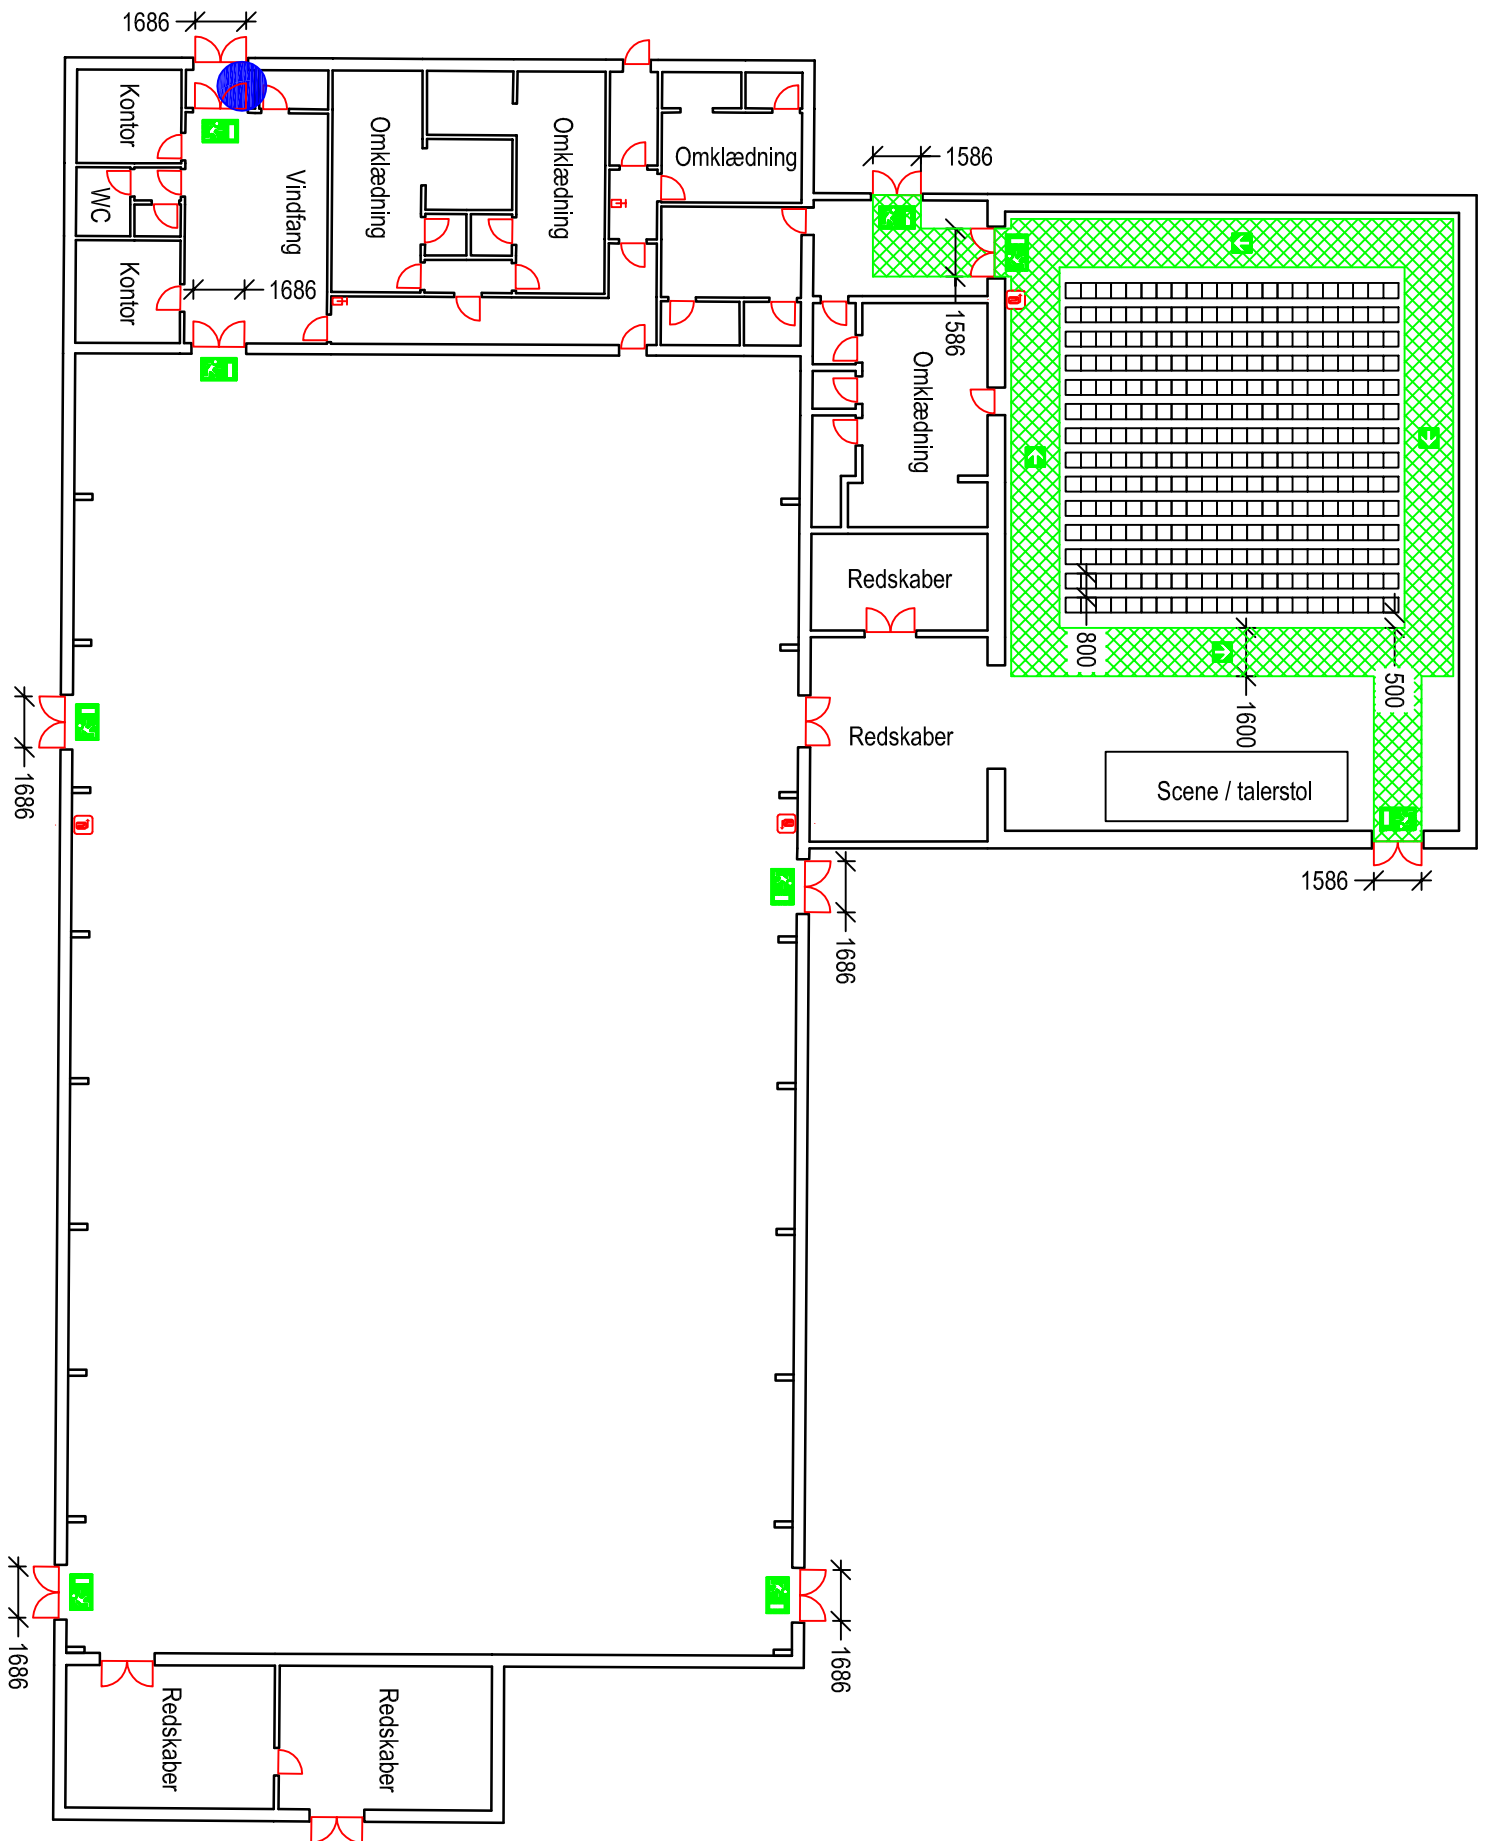 1686
Kontor
WC
Kontor
Vindfang
1686
Omklædning
Omklædning
Omklædning
1586
1586
Omklædning
Redskaber
Redskaber
800
500
1600
Scene / talerstol
1586
1686
1686
1686
1686
Redskaber
Redskaber